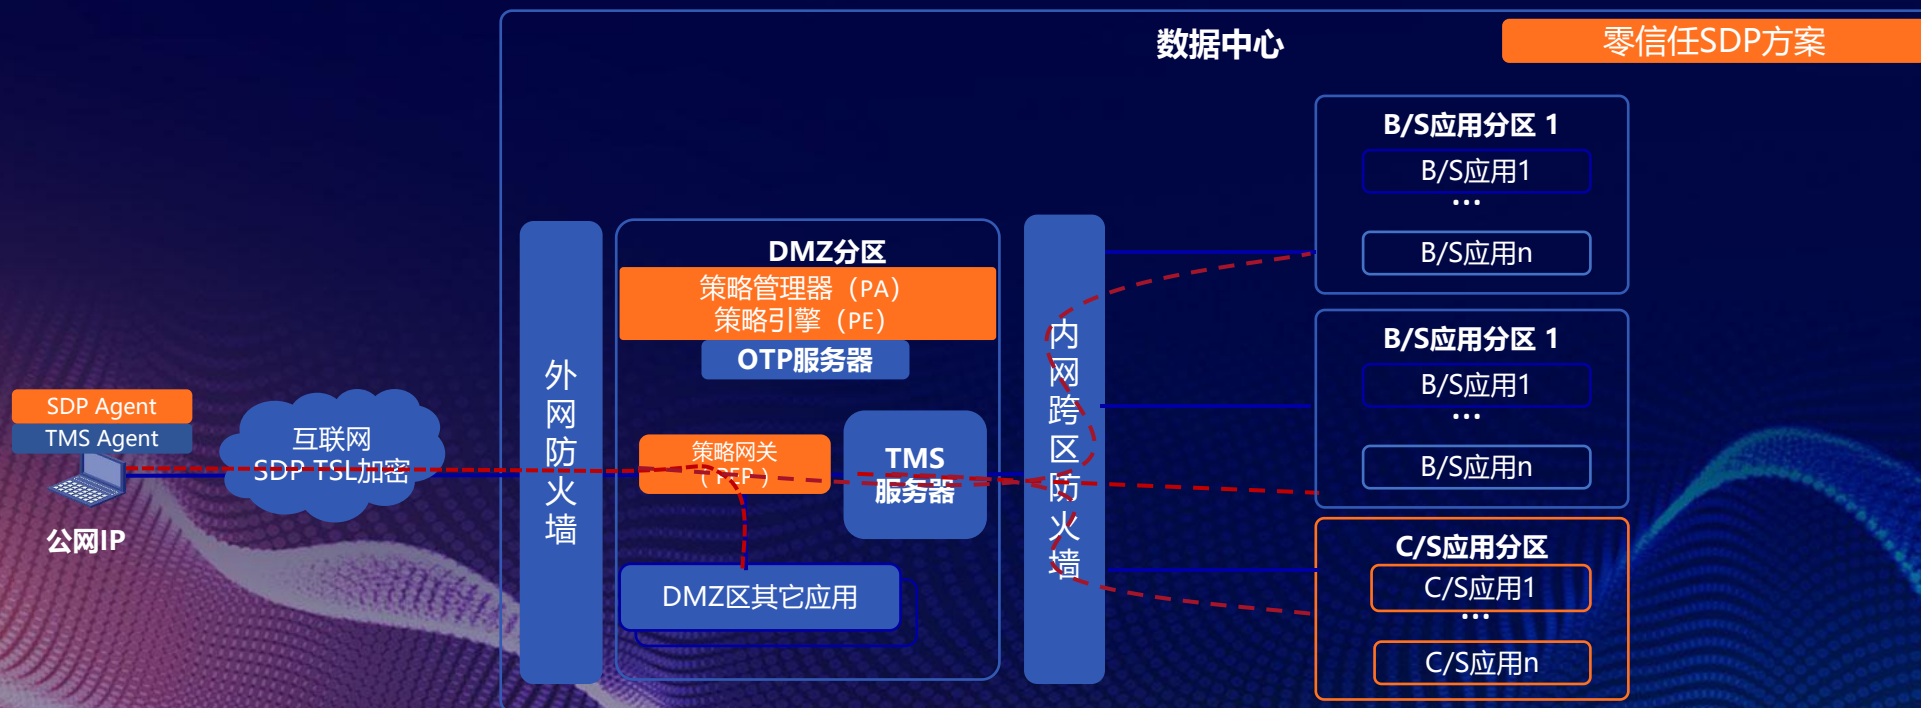 数据中心
零信任SDP方案
SDP Agent
TMS Agent
公网IP
互联网
SDP TSL加密
外网防火墙
DMZ分区
策略管理器（PA）
策略引擎（PE）
OTP服务器
策略网关
（PEP）
TMS
服务器
DMZ区其它应用
内网跨区防火墙
B/S应用分区 1
B/S应用1
...
B/S应用n
B/S应用分区 1
B/S应用1
...
B/S应用n
C/S应用分区
C/S应用1
...
C/S应用n